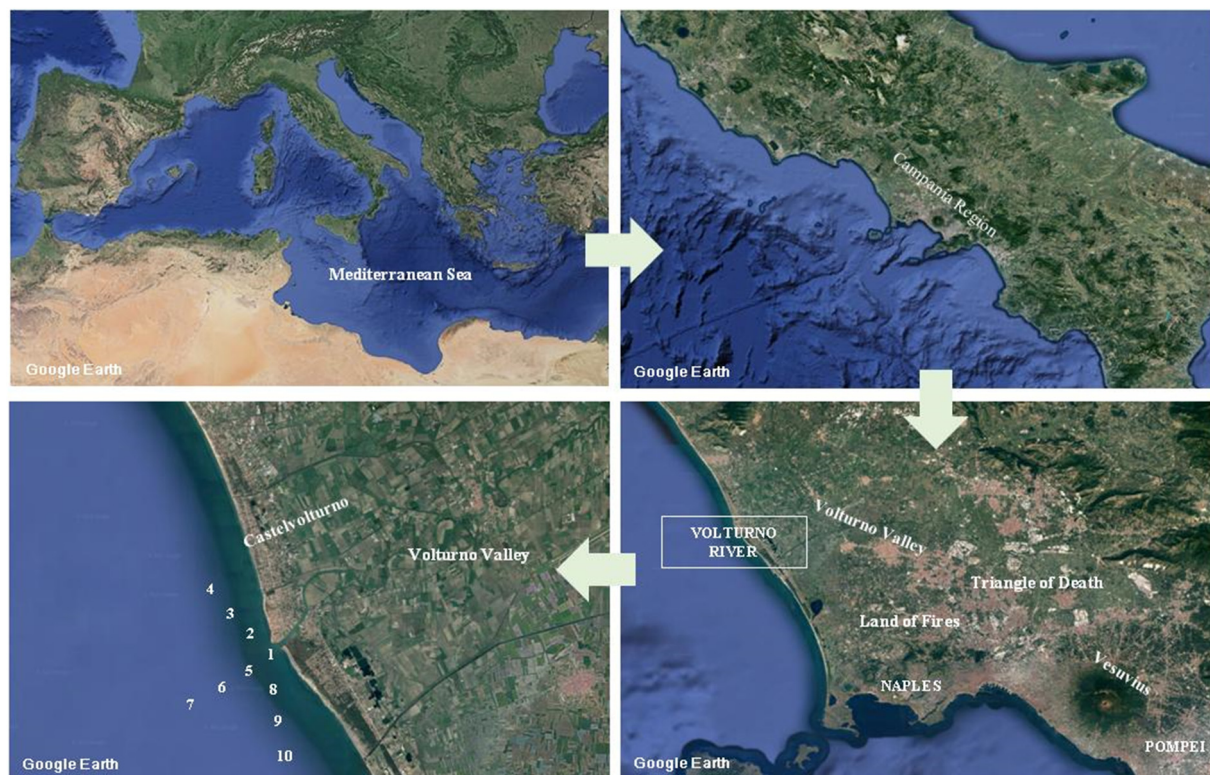 Mediterranean Sea
Google Earth
Campania Region
Google Earth
Castelvolturno
Volturno Valley
4
3
2
1
5
6
8
7
9
10
Google Earth
VOLTURNO
RIVER
Volturno Valley
Triangle of Death
Land of Fires
Vesuvius
NAPLES
POMPEI
Google Earth